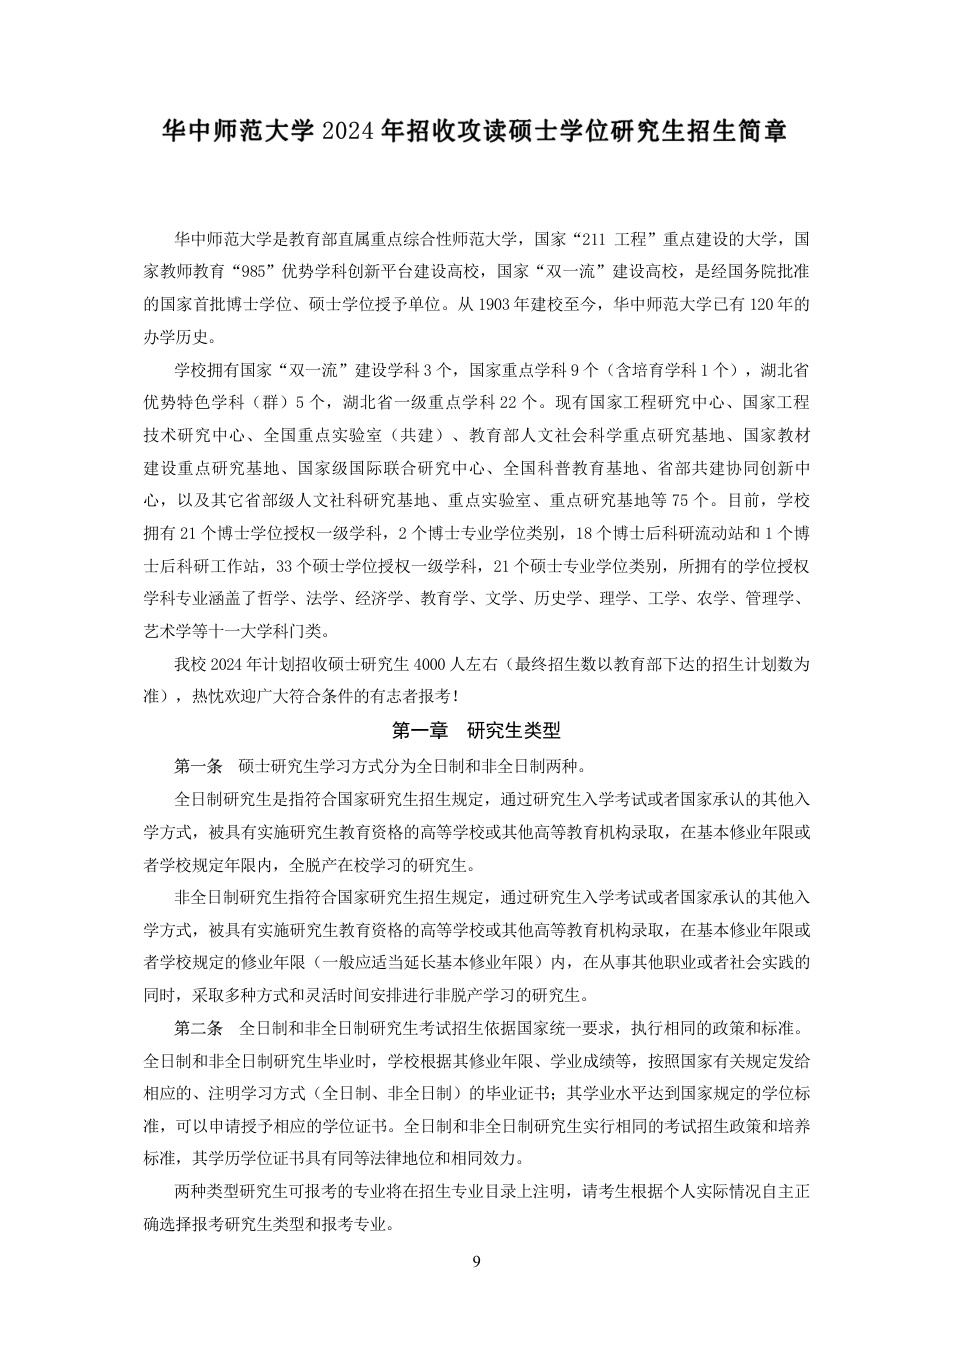 华中师范大学 2024 年招收攻读硕士学位研究生招生简章
华中师范大学是教育部直属重点综合性师范大学，国家“211 工程”重点建设的大学，国
家教师教育“985”优势学科创新平台建设高校，国家“双一流”建设高校，是经国务院批准
的国家首批博士学位、硕士学位授予单位。从 1903 年建校至今，华中师范大学已有 120 年的
办学历史。
学校拥有国家“双一流”建设学科 3 个，国家重点学科 9 个（含培育学科 1 个），湖北省
优势特色学科（群）5 个，湖北省一级重点学科 22 个。现有国家工程研究中心、国家工程
技术研究中心、全国重点实验室（共建）、教育部人文社会科学重点研究基地、国家教材
建设重点研究基地、国家级国际联合研究中心、全国科普教育基地、省部共建协同创新中
心，以及其它省部级人文社科研究基地、重点实验室、重点研究基地等 75 个。目前，学校
拥有 21 个博士学位授权一级学科，2 个博士专业学位类别，18 个博士后科研流动站和 1 个博
士后科研工作站，33 个硕士学位授权一级学科，21 个硕士专业学位类别，所拥有的学位授权
学科专业涵盖了哲学、法学、经济学、教育学、文学、历史学、理学、工学、农学、管理学、
艺术学等十一大学科门类。
我校 2024 年计划招收硕士研究生 4000 人左右（最终招生数以教育部下达的招生计划数为
准），热忱欢迎广大符合条件的有志者报考！
第一章　研究生类型
第一条　硕士研究生学习方式分为全日制和非全日制两种。
全日制研究生是指符合国家研究生招生规定，通过研究生入学考试或者国家承认的其他入
学方式，被具有实施研究生教育资格的高等学校或其他高等教育机构录取，在基本修业年限或
者学校规定年限内，全脱产在校学习的研究生。
非全日制研究生指符合国家研究生招生规定，通过研究生入学考试或者国家承认的其他入
学方式，被具有实施研究生教育资格的高等学校或其他高等教育机构录取，在基本修业年限或
者学校规定的修业年限（一般应适当延长基本修业年限）内，在从事其他职业或者社会实践的
同时，采取多种方式和灵活时间安排进行非脱产学习的研究生。
第二条　全日制和非全日制研究生考试招生依据国家统一要求，执行相同的政策和标准。
全日制和非全日制研究生毕业时，学校根据其修业年限、学业成绩等，按照国家有关规定发给
相应的、注明学习方式（全日制、非全日制）的毕业证书；其学业水平达到国家规定的学位标
准，可以申请授予相应的学位证书。全日制和非全日制研究生实行相同的考试招生政策和培养
标准，其学历学位证书具有同等法律地位和相同效力。
两种类型研究生可报考的专业将在招生专业目录上注明，请考生根据个人实际情况自主正
确选择报考研究生类型和报考专业。
9